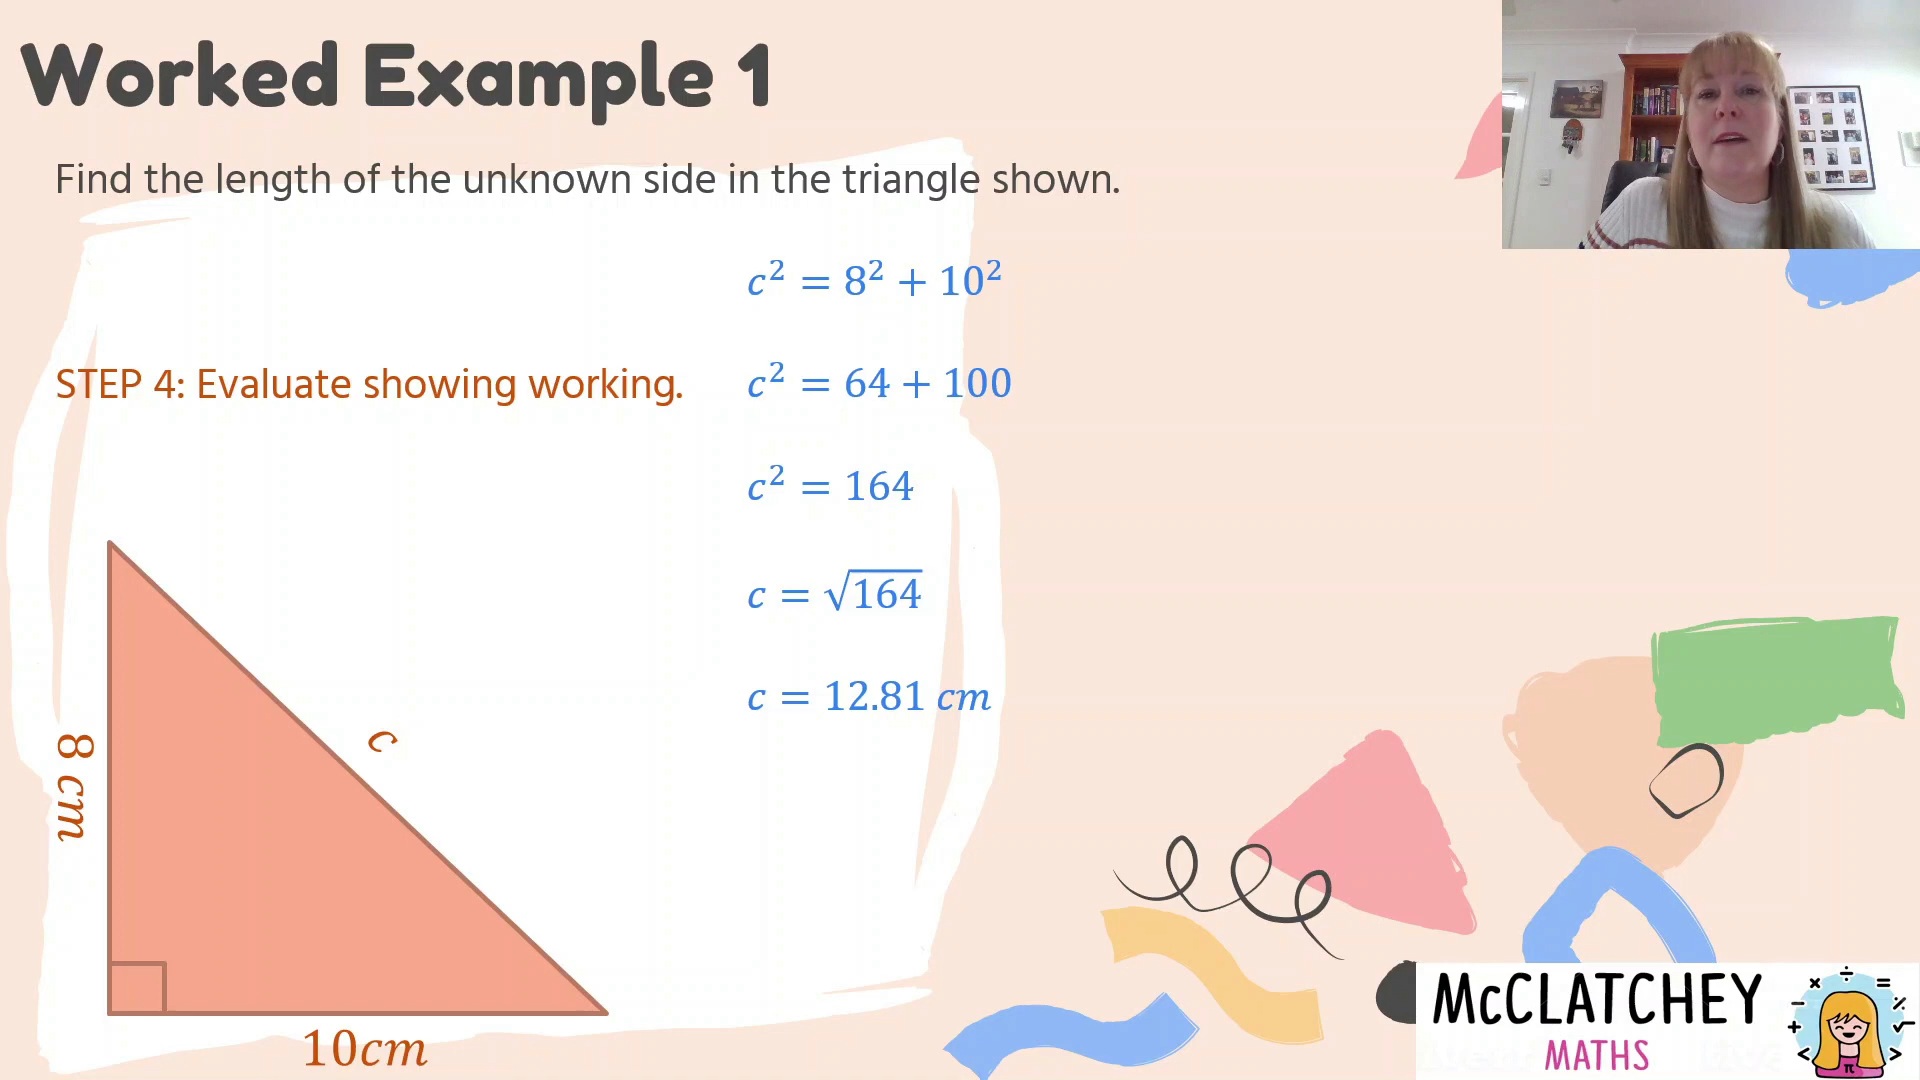 Worked Example 1
Find the length of the unknown side in the triangle shown.
c² = 8² + 10²
STEP 4: Evaluate showing working.
c² = 64 + 100
c² = 164
c = √164
c = 12.81 cm
8 cm
c
10cm
McCLATCHEY
MATHS